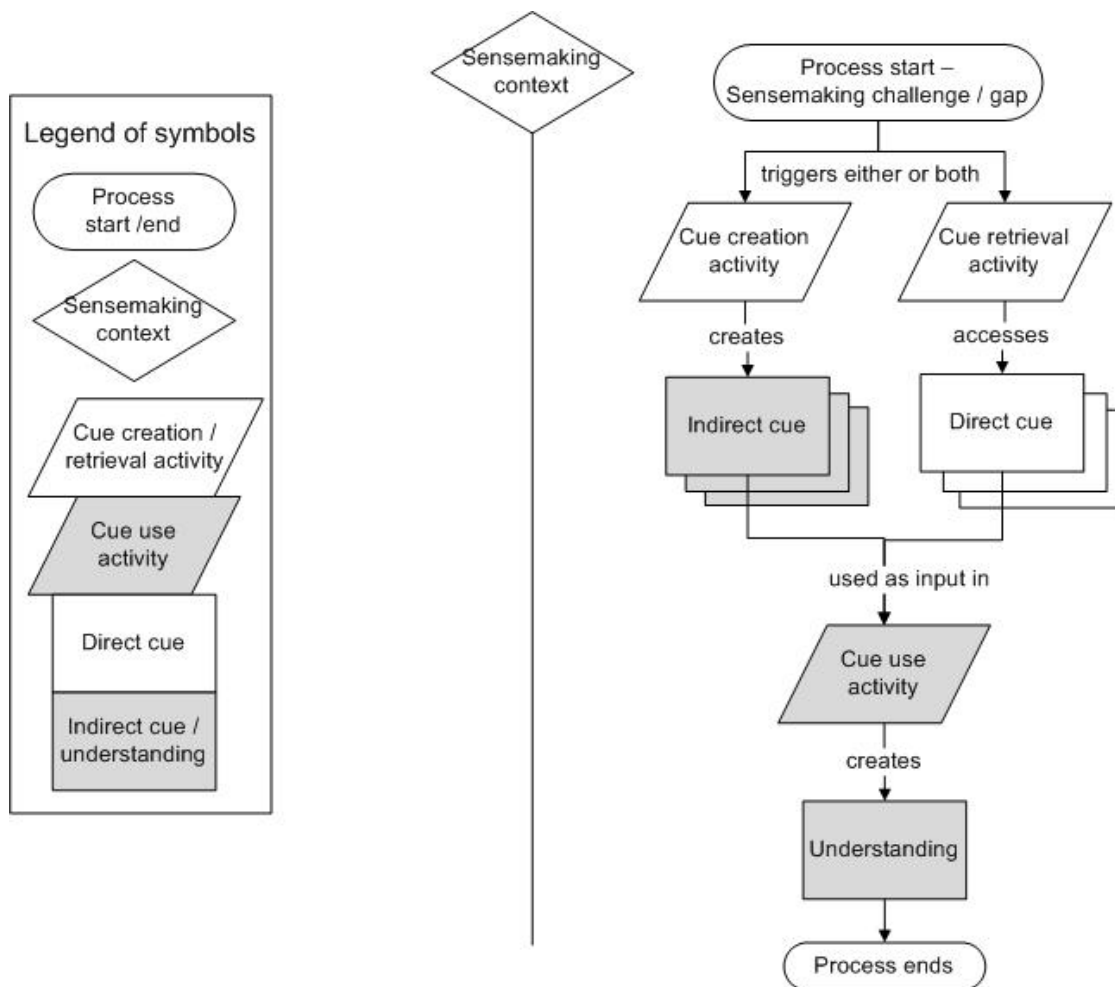 Legend of symbols
Process
start /end
Sensemaking
context
Cue creation /
retrieval activity
Cue use
activity
Direct cue
Indirect cue /
understanding
Sensemaking
context
Process start –
Sensemaking challenge / gap
triggers either or both
Cue creation
activity
Cue retrieval
activity
creates
accesses
Indirect cue
Direct cue
used as input in
Cue use
activity
creates
Understanding
Process ends